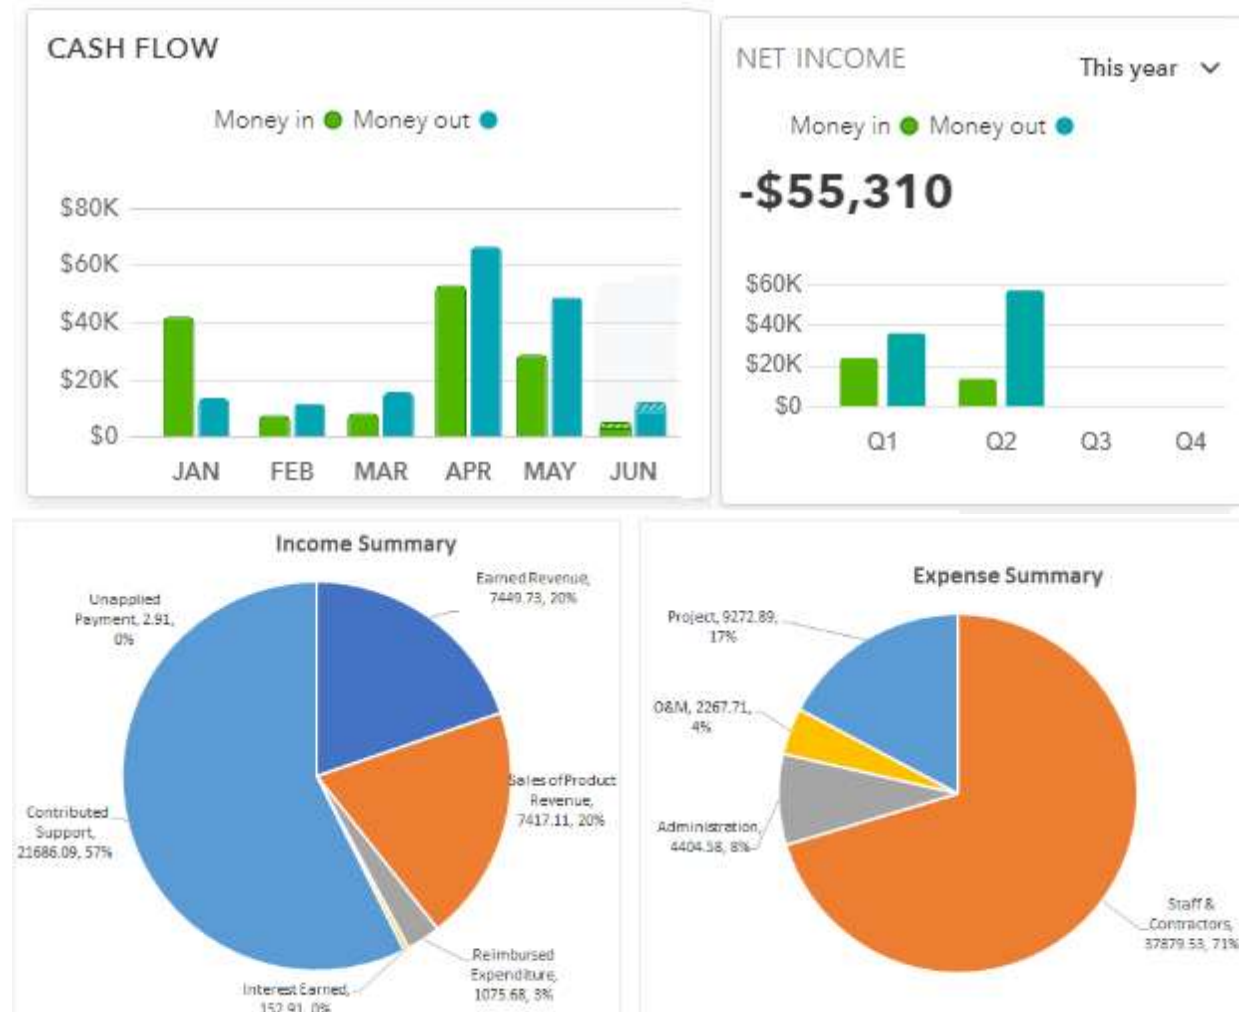 CASH FLOW
Money in Money out
$80K
$60K
$40K
$20K
$0
JAN FEB MAR APR MAY JUN
NET INCOME
This year
Money in Money out
-$55,310
$60K
$40K
$20K
$0
Q1 Q2 Q3 Q4
Income Summary
Earned Revenue,
7449.73, 20%
Unapplied
Payment, 2.91,
0%
Sales of Product
Revenue,
7417.11, 20%
Contributed
Support,
21686.09, 57%
Reimbursed
Expenditure,
1075.68, 3%
Interest Earned,
152.91, 0%
Expense Summary
Project, 9272.89,
17%
O&M, 2267.71,
4%
Administration,
4404.58, 8%
Staff &
Contractors,
37879.53, 71%